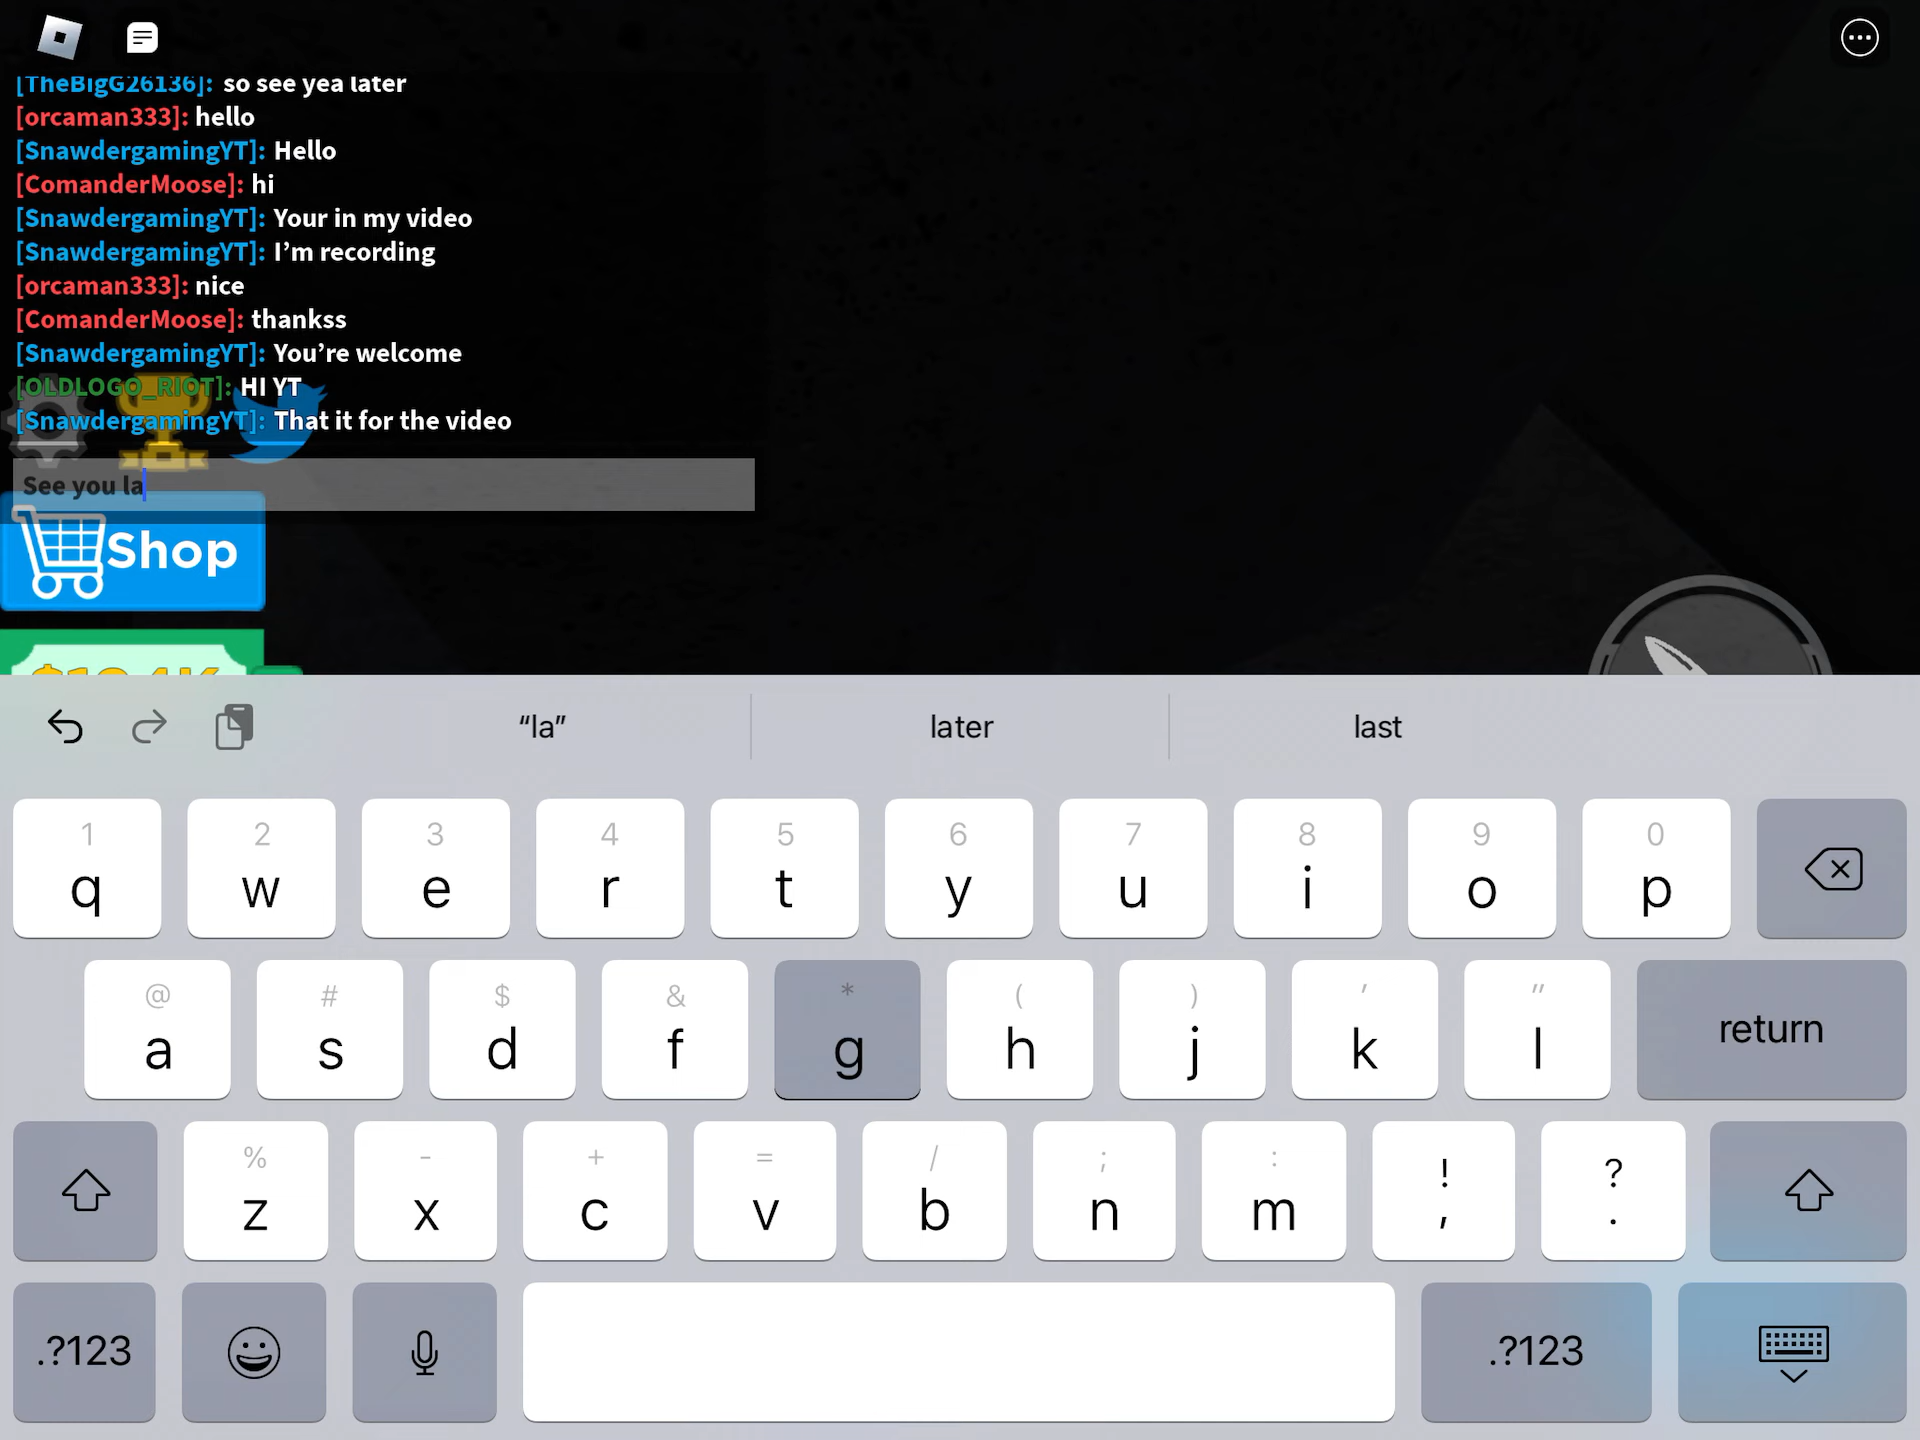 [TheBigG26136]: so see yea later
[orcaman333]: hello
[SnawdergamingYT]: Hello
[ComanderMoose]: hi
[SnawdergamingYT]: Your in my video
[SnawdergamingYT]: I’m recording
[orcaman333]: nice
[ComanderMoose]: thankss
[SnawdergamingYT]: You’re welcome
[OLDLOGO_RIOT]: HI YT
[SnawdergamingYT]: That it for the video
See you la
Shop
“la” later last
1 2 3 4 5 6 7 8 9 0
q w e r t y u i o p
@ # $ & * ( ) ' "
a s d f g h j k l return
% - + = / ; : ! ?
z x c v b n m , .
.?123 .?123